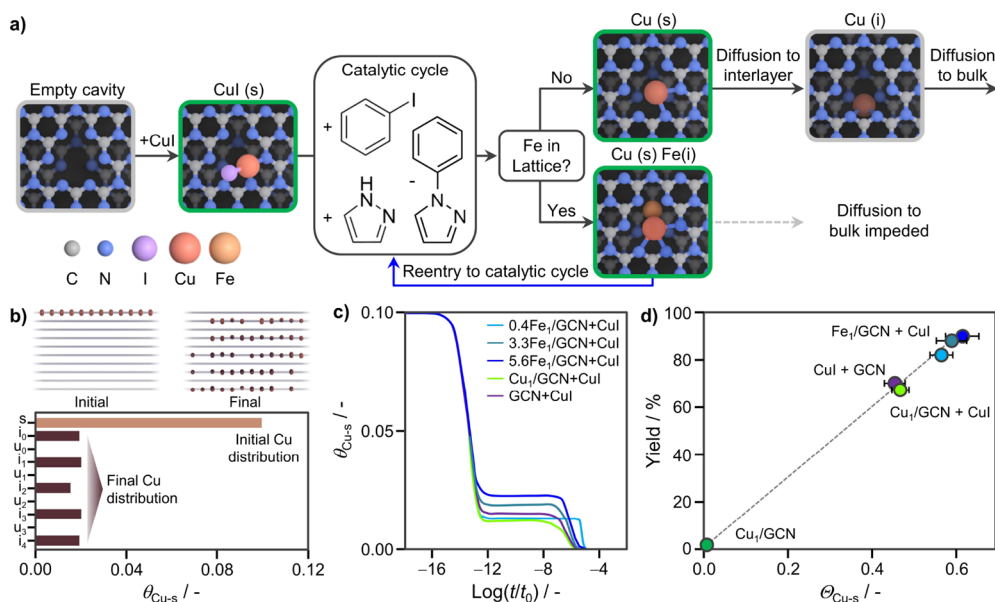 a)
Empty cavity
+CuI
CuI (s)
Catalytic cycle
+
I
H
N
N
+
-
N
N
Fe in
Lattice?
No
Yes
Cu (s)
Diffusion to
interlayer
Cu (i)
Diffusion
to bulk
Cu (s) Fe(i)
Diffusion to
bulk impeded
Reentry to catalytic cycle
C
N
I
Cu
Fe
b)
Initial
Final
s
i0
u0
i1
u1
i2
u2
i3
u3
i4
Initial Cu
distribution
Final Cu
distribution
0.00
0.04
0.08
0.12
θCu-s / -
c)
0.10
0.05
0.00
θCu-s / -
0.4Fe1/GCN+CuI
3.3Fe1/GCN+CuI
5.6Fe1/GCN+CuI
Cu1/GCN+CuI
GCN+CuI
−16
−12
−8
−4
Log(t/t0) / -
d)
100
80
60
40
20
0
Yield / %
Fe1/GCN + CuI
CuI + GCN
Cu1/GCN + CuI
Cu1/GCN
0.0
0.2
0.4
0.6
ΘCu-s / -